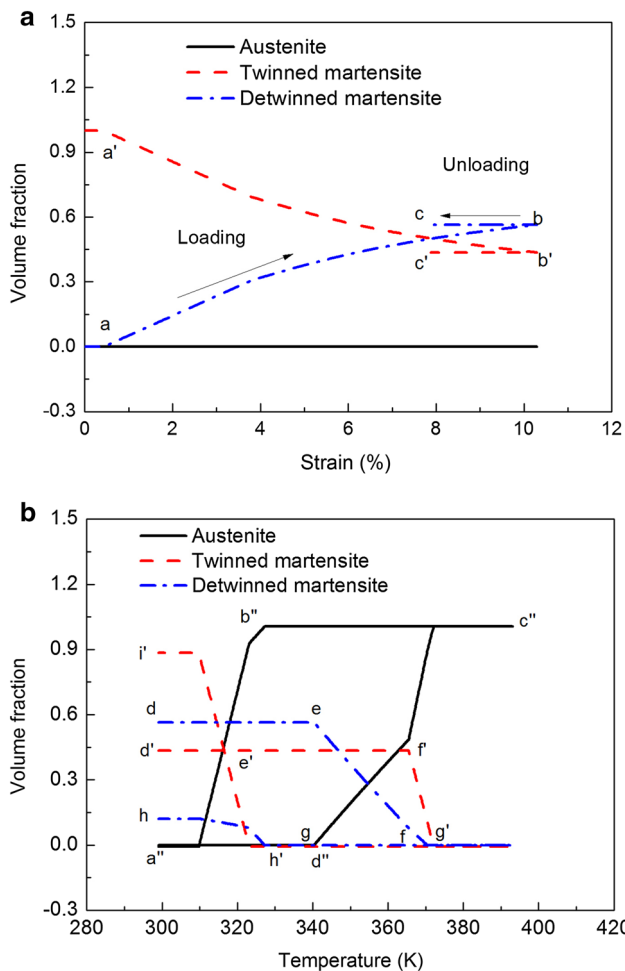 a
1.5
Austenite
Twinned martensite
1.2
Detwinned martensite
a'
0.9
Unloading
c
b
0.6
Loading
c'
b'
0.3
a
0.0
-0.3
0 2 4 6 8 10 12
Volume fraction
Strain (%)
b
1.5
Austenite
Twinned martensite
1.2
Detwinned martensite
b''
c''
0.9
i'
d
e
0.6
d'
e'
f'
0.3
h
g
f
g'
0.0
a''
h'
d''
-0.3
280 300 320 340 360 380 400 420
Volume fraction
Temperature (K)